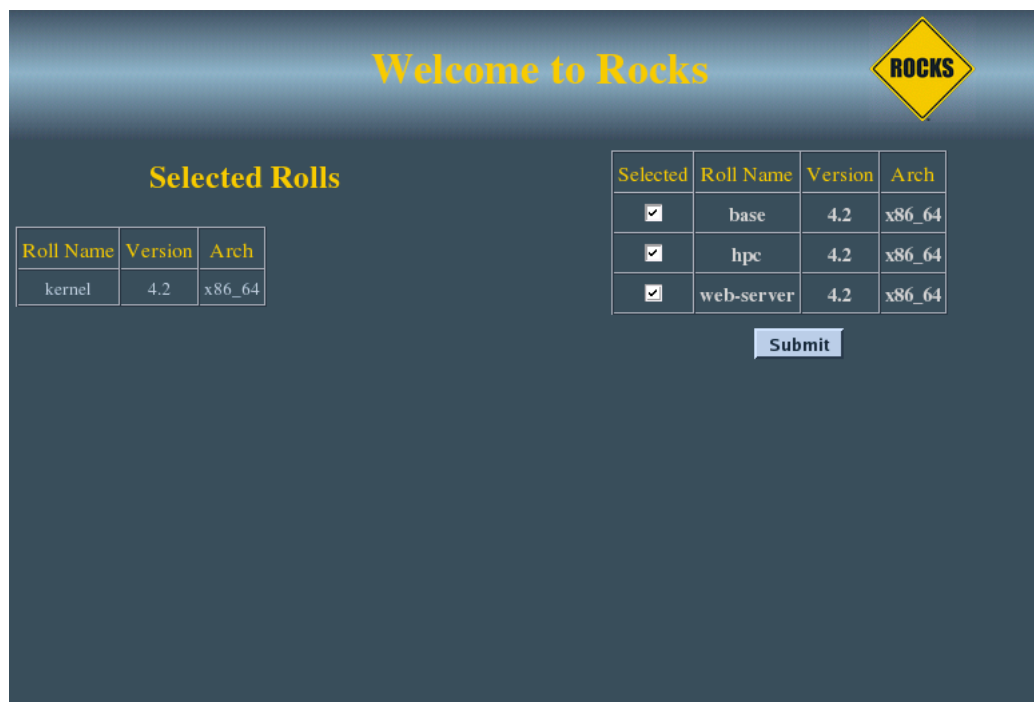 Welcome to Rocks
ROCKS
Selected Rolls
Roll Name Version Arch
kernel 4.2 x86_64
Selected Roll Name Version Arch
base 4.2 x86_64
hpc 4.2 x86_64
web-server 4.2 x86_64
Submit